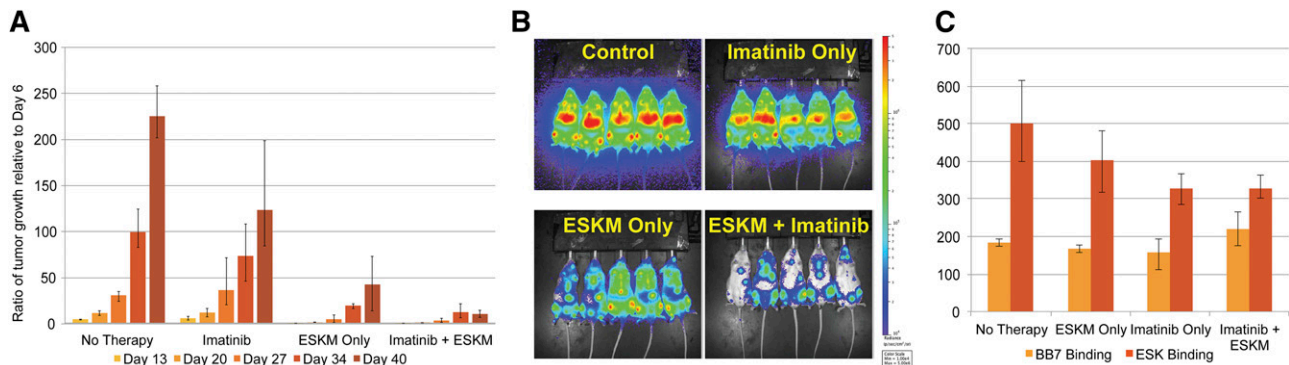 A
B
C
Ratio of tumor growth relative to Day 6
300
250
200
150
100
50
0
No Therapy
Imatinib
ESKM Only
Imatinib + ESKM
Day 13
Day 20
Day 27
Day 34
Day 40
Control
Imatinib Only
ESKM Only
ESKM + Imatinib
Radiance
Color Scale
700
600
500
400
300
200
100
0
No Therapy
ESKM Only
Imatinib Only
Imatinib +
ESKM
BB7 Binding
ESK Binding